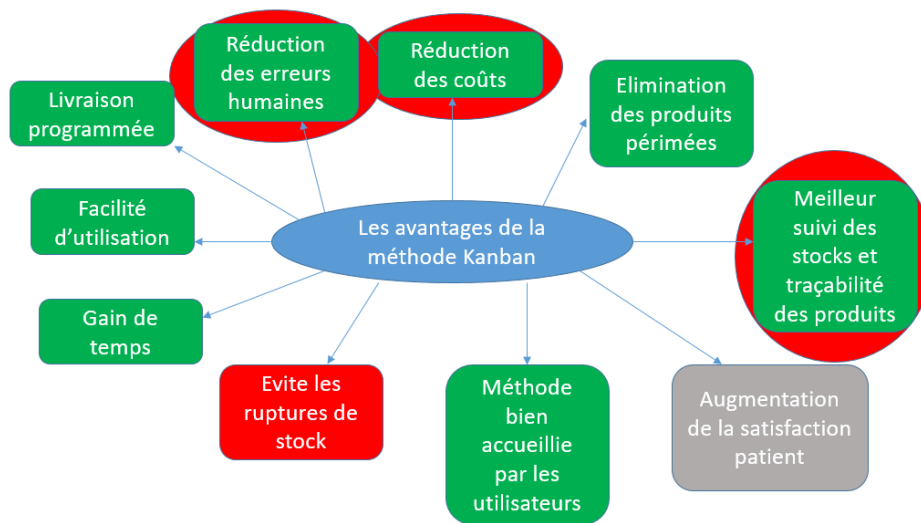 Réduction
des erreurs
humaines
Réduction
des coûts
Elimination
des produits
périmées
Livraison
programmée
Meilleur
suivi des
stocks et
traçabilité
des produits
Facilité
d'utilisation
Les avantages de la
méthode Kanban
Gain de
temps
Evite les
ruptures de
stock
Méthode
bien
accueillie
par les
utilisateurs
Augmentation
de la satisfaction
patient